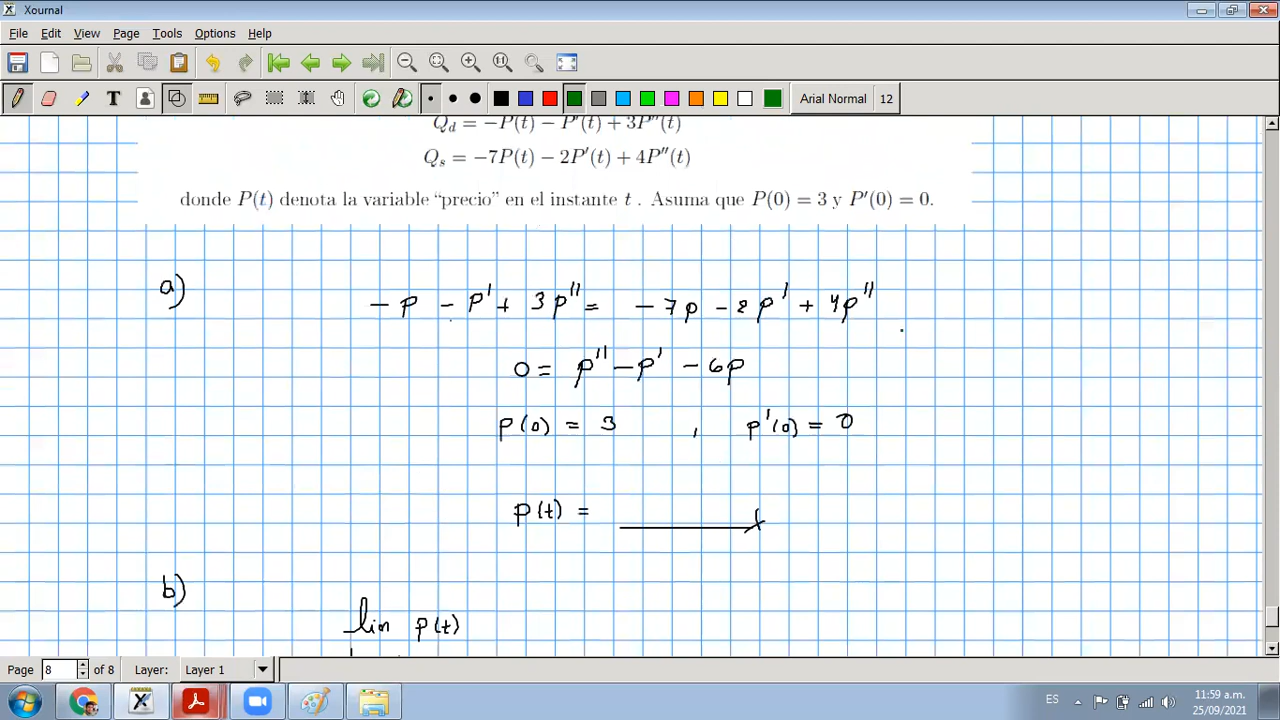 Xournal
File Edit View Page Tools Options Help
Arial Normal 12
Q_d = −P(t) − P'(t) + 3P''(t)
Q_s = −7P(t) − 2P'(t) + 4P''(t)
donde P(t) denota la variable “precio” en el instante t . Asuma que P(0) = 3 y P'(0) = 0.
a)
− p − p' + 3p'' = − 7p − 2p' + 4p''
0 = p'' − p' − 6p
p(0) = 3 , p'(0) = 0
p(t) =
b)
lim p(t)
Page 8 of 8 Layer: Layer 1
ES 11:59 a.m.
25/09/2021